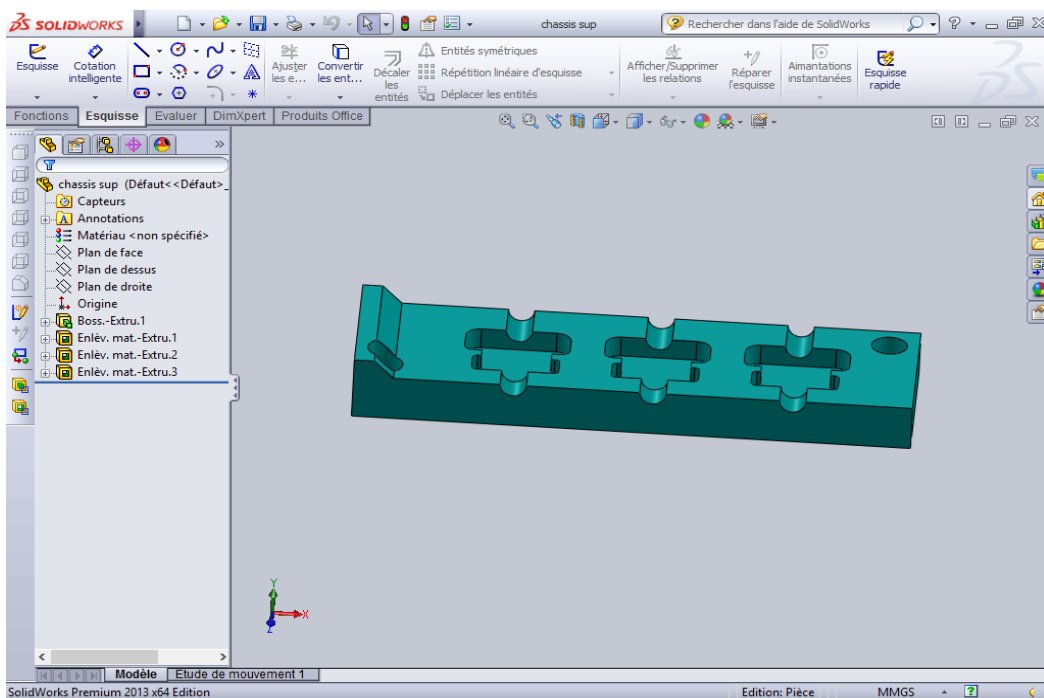 SOLIDWORKS
chassis sup
Rechercher dans l'aide de SolidWorks
Esquisse
Cotation intelligente
Ajuster les e...
Convertir les ent...
Décaler les entités
Entités symétriques
Répétition linéaire d'esquisse
Déplacer les entités
Afficher/Supprimer les relations
Réparer l'esquisse
Aimantations instantanées
Esquisse rapide
Fonctions Esquisse Evaluer DimXpert Produits Office
chassis sup (Défaut<<Défaut>_
Capteurs
Annotations
Matériau <non spécifié>
Plan de face
Plan de dessus
Plan de droite
Origine
Boss.-Extru.1
Enlèv. mat.-Extru.1
Enlèv. mat.-Extru.2
Enlèv. mat.-Extru.3
Y
X
Z
Modèle Etude de mouvement 1
SolidWorks Premium 2013 x64 Edition Edition: Pièce MMGS